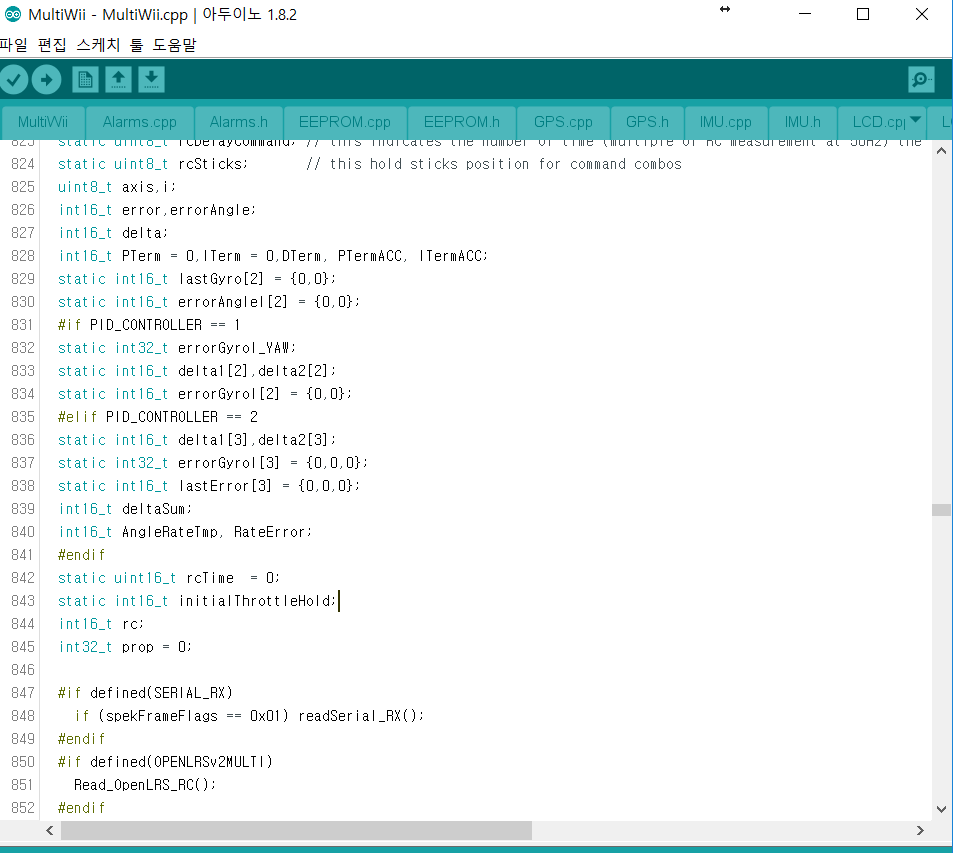 MultiWii - MultiWii.cpp | 아두이노 1.8.2
파일 편집 스케치 툴 도움말
MultiWii Alarms.cpp Alarms.h EEPROM.cpp EEPROM.h GPS.cpp GPS.h IMU.cpp IMU.h LCD.cp
823 static uint8_t rcDelayCommand; // this indicates the number of time (multiple of RC measurement at 50Hz) the
824 static uint8_t rcSticks; // this hold sticks position for command combos
825 uint8_t axis,i;
826 int16_t error,errorAngle;
827 int16_t delta;
828 int16_t PTerm = 0,ITerm = 0,DTerm, PTermACC, ITermACC;
829 static int16_t lastGyro[2] = {0,0};
830 static int16_t errorAngleI[2] = {0,0};
831 #if PID_CONTROLLER == 1
832 static int32_t errorGyroI_YAW;
833 static int16_t delta1[2],delta2[2];
834 static int16_t errorGyroI[2] = {0,0};
835 #elif PID_CONTROLLER == 2
836 static int16_t delta1[3],delta2[3];
837 static int32_t errorGyroI[3] = {0,0,0};
838 static int16_t lastError[3] = {0,0,0};
839 int16_t deltaSum;
840 int16_t AngleRateTmp, RateError;
841 #endif
842 static uint16_t rcTime = 0;
843 static int16_t initialThrottleHold;
844 int16_t rc;
845 int32_t prop = 0;
846
847 #if defined(SERIAL_RX)
848 if (spekFrameFlags == 0x01) readSerial_RX();
849 #endif
850 #if defined(OPENLRSv2MULTI)
851 Read_OpenLRS_RC();
852 #endif